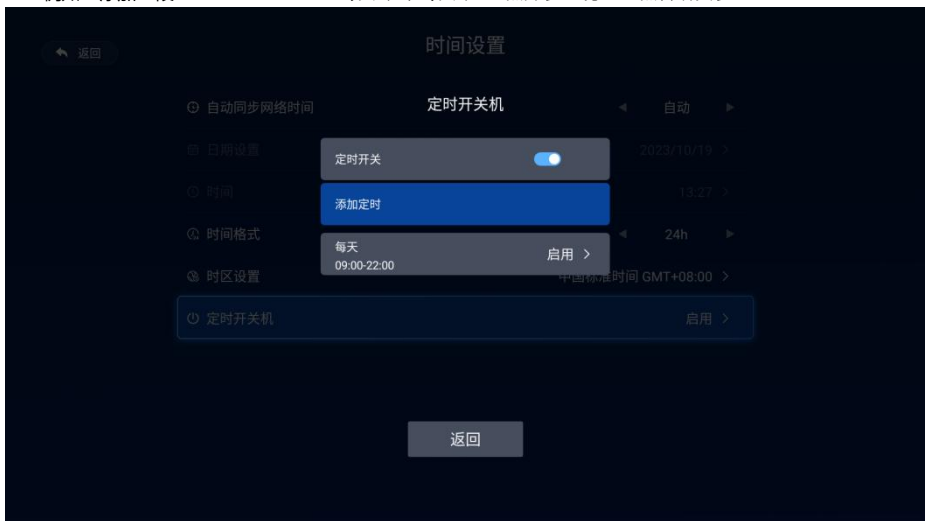 返回
时间设置
自动同步网络时间
自动
日期设置
2023/10/19
时间
13:27
时间格式
24h
时区设置
中国标准时间 GMT+08:00
定时开关机
启用
定时开关机
定时开关
添加定时
每天
09:00-22:00
启用
返回